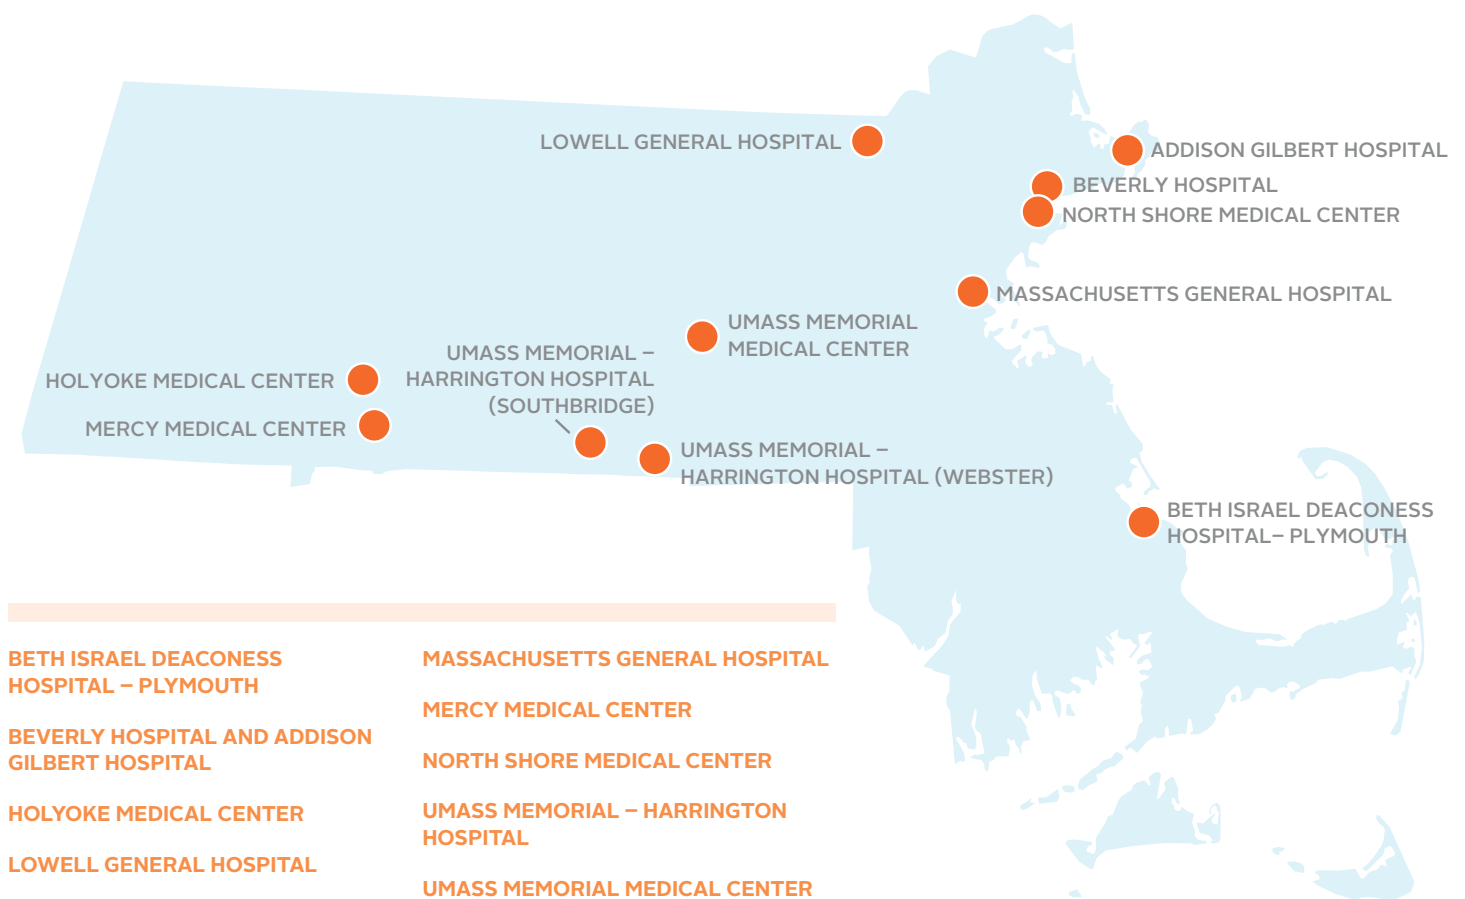 LOWELL GENERAL HOSPITAL
ADDISON GILBERT HOSPITAL
BEVERLY HOSPITAL
NORTH SHORE MEDICAL CENTER
MASSACHUSETTS GENERAL HOSPITAL
UMASS MEMORIAL
MEDICAL CENTER
UMASS MEMORIAL –
HARRINGTON HOSPITAL
(SOUTHBRIDGE)
HOLYOKE MEDICAL CENTER
MERCY MEDICAL CENTER
UMASS MEMORIAL –
HARRINGTON HOSPITAL (WEBSTER)
BETH ISRAEL DEACONESS
HOSPITAL– PLYMOUTH
BETH ISRAEL DEACONESS
HOSPITAL – PLYMOUTH
BEVERLY HOSPITAL AND ADDISON
GILBERT HOSPITAL
HOLYOKE MEDICAL CENTER
LOWELL GENERAL HOSPITAL
MASSACHUSETTS GENERAL HOSPITAL
MERCY MEDICAL CENTER
NORTH SHORE MEDICAL CENTER
UMASS MEMORIAL – HARRINGTON
HOSPITAL
UMASS MEMORIAL MEDICAL CENTER